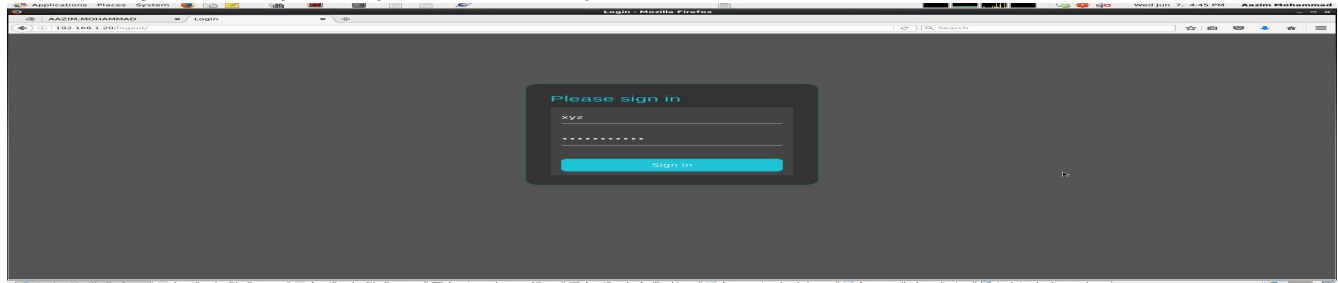 Applications Places System Wed Jun 7, 4:45 PM Aazim Mohammad
Login - Mozilla Firefox
AAZIM.MOHAMMAD Login
192.168.1.20/logout/ Search
Please sign in
xyz
•••••••••••
Sign in